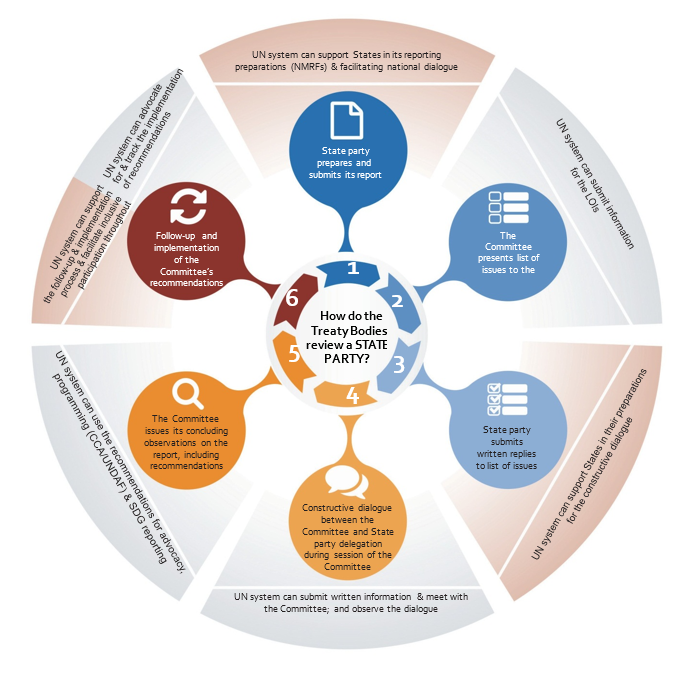 UN system can support States in its reporting
preparations (NMRFs) & facilitating national dialogue
State party
prepares and
submits its report
UN system can submit information
for the LOIs
The
Committee
presents list of
issues to the
UN system can support States in their preparations
for the constructive dialogue
State party
submits
written replies
to list of issues
Constructive dialogue
between the
Committee and State
party delegation
during session of the
Committee
UN system can submit written information & meet with
the Committee; and observe the dialogue
The Committee
issues its concluding
observations on the
report, including
recommendations
UN system can use the recommendations for advocacy,
programming (CCA/UNDAF) & SDG reporting
Follow-up and
implementation
of the
Committee's
recommendations
UN system can support
the follow-up & implementation
process & facilitate inclusive
participation throughout
UN system can advocate
for & track the implementation
of recommendations
1
2
3
4
5
6
How do the
Treaty Bodies
review a STATE
PARTY?